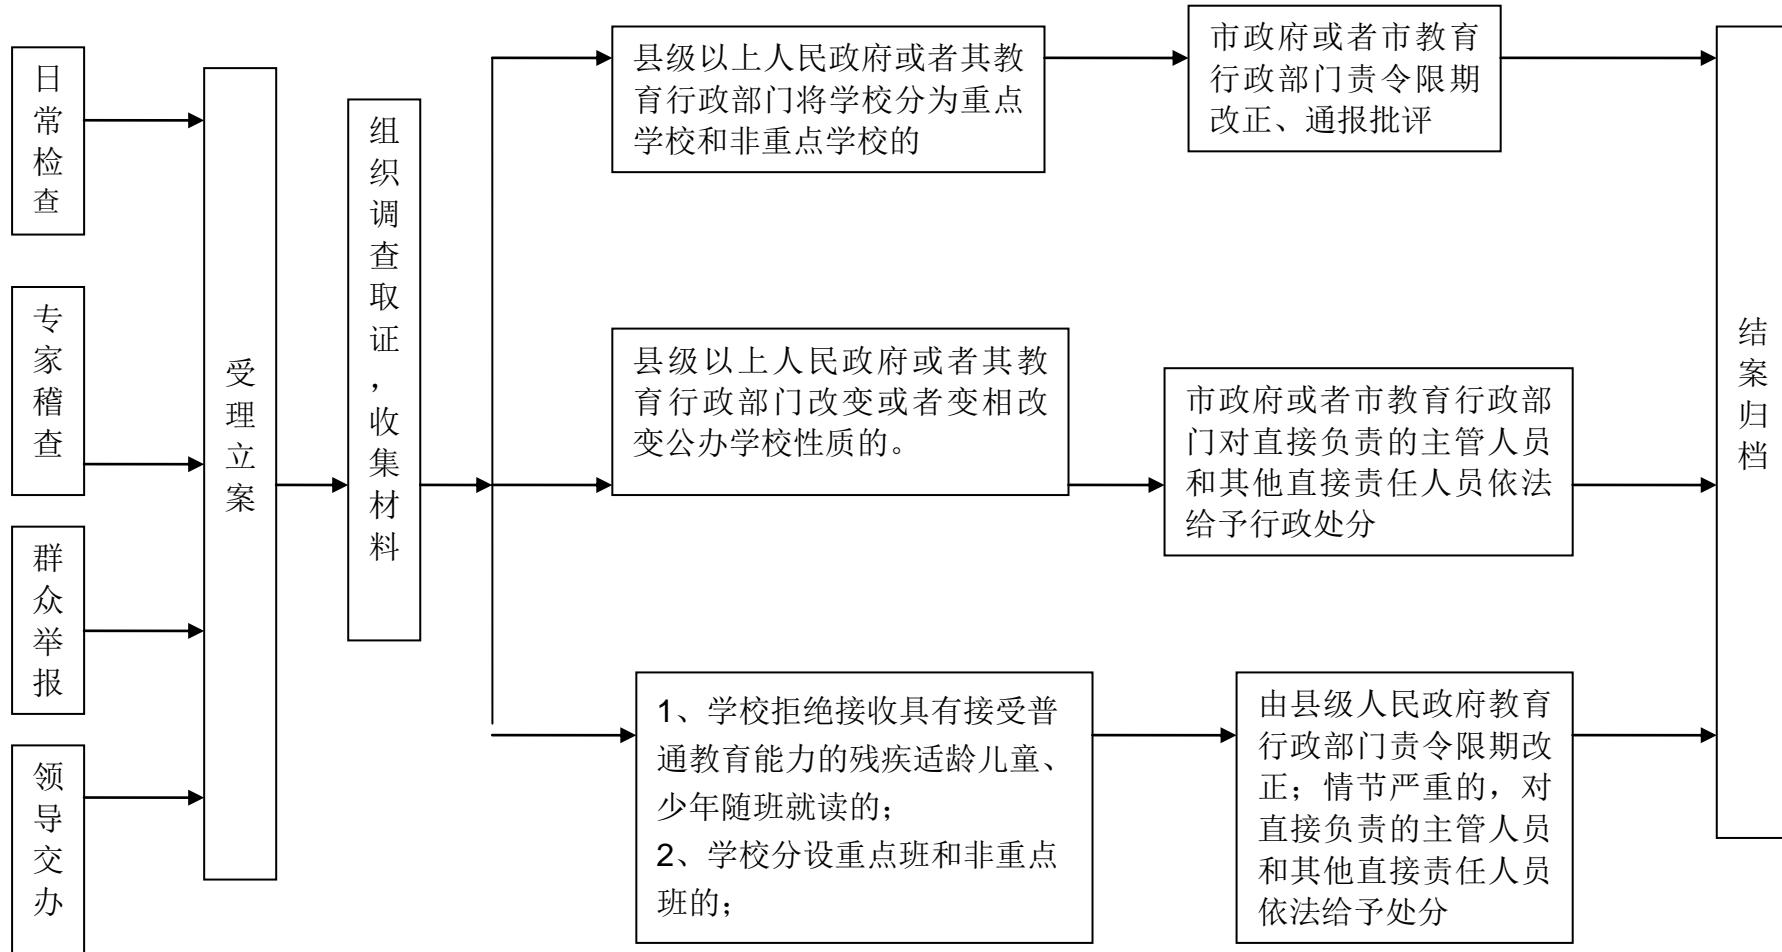 日常检查
专家稽查
群众举报
领导交办
受理立案
组织调查取证，收集材料
县级以上人民政府或者其教
育行政部门将学校分为重点
学校和非重点学校的
市政府或者市教育
行政部门责令限期
改正、通报批评
县级以上人民政府或者其教
育行政部门改变或者变相改
变公办学校性质的。
市政府或者市教育行政部
门对直接负责的主管人员
和其他直接责任人员依法
给予行政处分
1、学校拒绝接收具有接受普
通教育能力的残疾适龄儿童、
少年随班就读的；
2、学校分设重点班和非重点
班的；
由县级人民政府教育
行政部门责令限期改
正；情节严重的，对
直接负责的主管人员
和其他直接责任人员
依法给予处分
结案归档